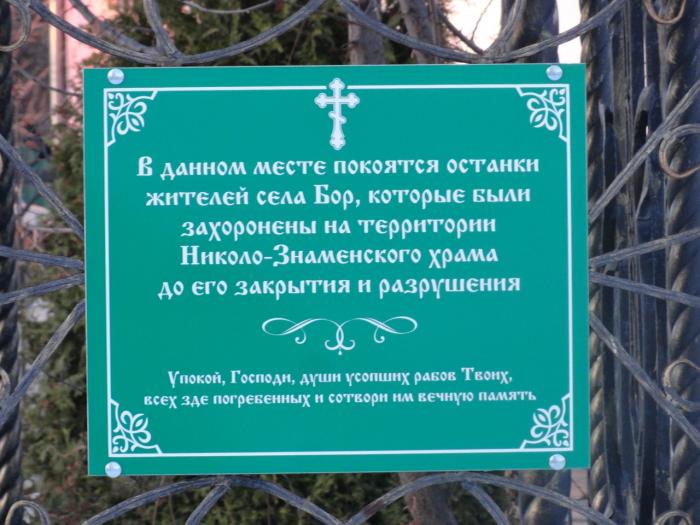 В данном месте покоятся останки
жителей села Бор, которые были
захоронены на территории
Николо-Знаменского храма
до его закрытия и разрушения
Упокой, Господи, души усопших рабов Твоих,
всех зде погребенных и сотвори им вечную память